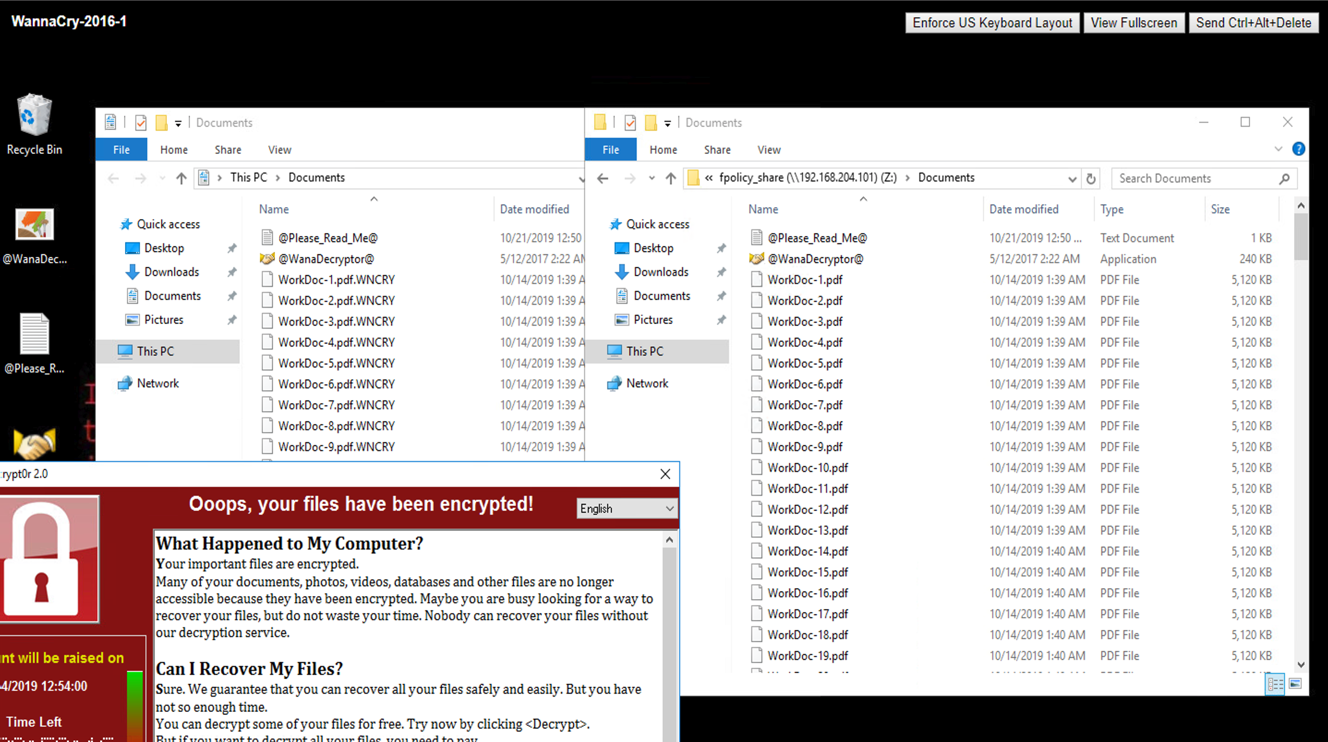 WannaCry-2016-1
Enforce US Keyboard Layout
View Fullscreen
Send Ctrl+Alt+Delete
Recycle Bin
@WanaDec...
@Please_R...
Documents
File Home Share View
This PC > Documents
Quick access
Desktop
Downloads
Documents
Pictures
This PC
Network
Name Date modified
@Please_Read_Me@ 10/21/2019 12:50
@WanaDecryptor@ 5/12/2017 2:22 AM
WorkDoc-1.pdf.WNCRY 10/14/2019 1:39 A
WorkDoc-2.pdf.WNCRY 10/14/2019 1:39 A
WorkDoc-3.pdf.WNCRY 10/14/2019 1:39 A
WorkDoc-4.pdf.WNCRY 10/14/2019 1:39 A
WorkDoc-5.pdf.WNCRY 10/14/2019 1:39 A
WorkDoc-6.pdf.WNCRY 10/14/2019 1:39 A
WorkDoc-7.pdf.WNCRY 10/14/2019 1:39 A
WorkDoc-8.pdf.WNCRY 10/14/2019 1:39 A
WorkDoc-9.pdf.WNCRY 10/14/2019 1:39 A
Documents
File Home Share View
« fpolicy_share (\\192.168.204.101) (Z:) > Documents
Search Documents
Quick access
Desktop
Downloads
Documents
Pictures
This PC
Network
Name Date modified Type Size
@Please_Read_Me@ 10/21/2019 12:50 ... Text Document 1 KB
@WanaDecryptor@ 5/12/2017 2:22 AM Application 240 KB
WorkDoc-1.pdf 10/14/2019 1:39 AM PDF File 5,120 KB
WorkDoc-2.pdf 10/14/2019 1:39 AM PDF File 5,120 KB
WorkDoc-3.pdf 10/14/2019 1:39 AM PDF File 5,120 KB
WorkDoc-4.pdf 10/14/2019 1:39 AM PDF File 5,120 KB
WorkDoc-5.pdf 10/14/2019 1:39 AM PDF File 5,120 KB
WorkDoc-6.pdf 10/14/2019 1:39 AM PDF File 5,120 KB
WorkDoc-7.pdf 10/14/2019 1:39 AM PDF File 5,120 KB
WorkDoc-8.pdf 10/14/2019 1:39 AM PDF File 5,120 KB
WorkDoc-9.pdf 10/14/2019 1:39 AM PDF File 5,120 KB
WorkDoc-10.pdf 10/14/2019 1:39 AM PDF File 5,120 KB
WorkDoc-11.pdf 10/14/2019 1:39 AM PDF File 5,120 KB
WorkDoc-12.pdf 10/14/2019 1:39 AM PDF File 5,120 KB
WorkDoc-13.pdf 10/14/2019 1:39 AM PDF File 5,120 KB
WorkDoc-14.pdf 10/14/2019 1:40 AM PDF File 5,120 KB
WorkDoc-15.pdf 10/14/2019 1:40 AM PDF File 5,120 KB
WorkDoc-16.pdf 10/14/2019 1:40 AM PDF File 5,120 KB
WorkDoc-17.pdf 10/14/2019 1:40 AM PDF File 5,120 KB
WorkDoc-18.pdf 10/14/2019 1:40 AM PDF File 5,120 KB
WorkDoc-19.pdf 10/14/2019 1:40 AM PDF File 5,120 KB
rypt0r 2.0
Ooops, your files have been encrypted!
English
What Happened to My Computer?
Your important files are encrypted.
Many of your documents, photos, videos, databases and other files are no longer
accessible because they have been encrypted. Maybe you are busy looking for a way to
recover your files, but do not waste your time. Nobody can recover your files without
our decryption service.
Can I Recover My Files?
Sure. We guarantee that you can recover all your files safely and easily. But you have
not so enough time.
You can decrypt some of your files for free. Try now by clicking <Decrypt>.
But if you want to decrypt all your files, you need to pay.
nt will be raised on
4/2019 12:54:00
Time Left